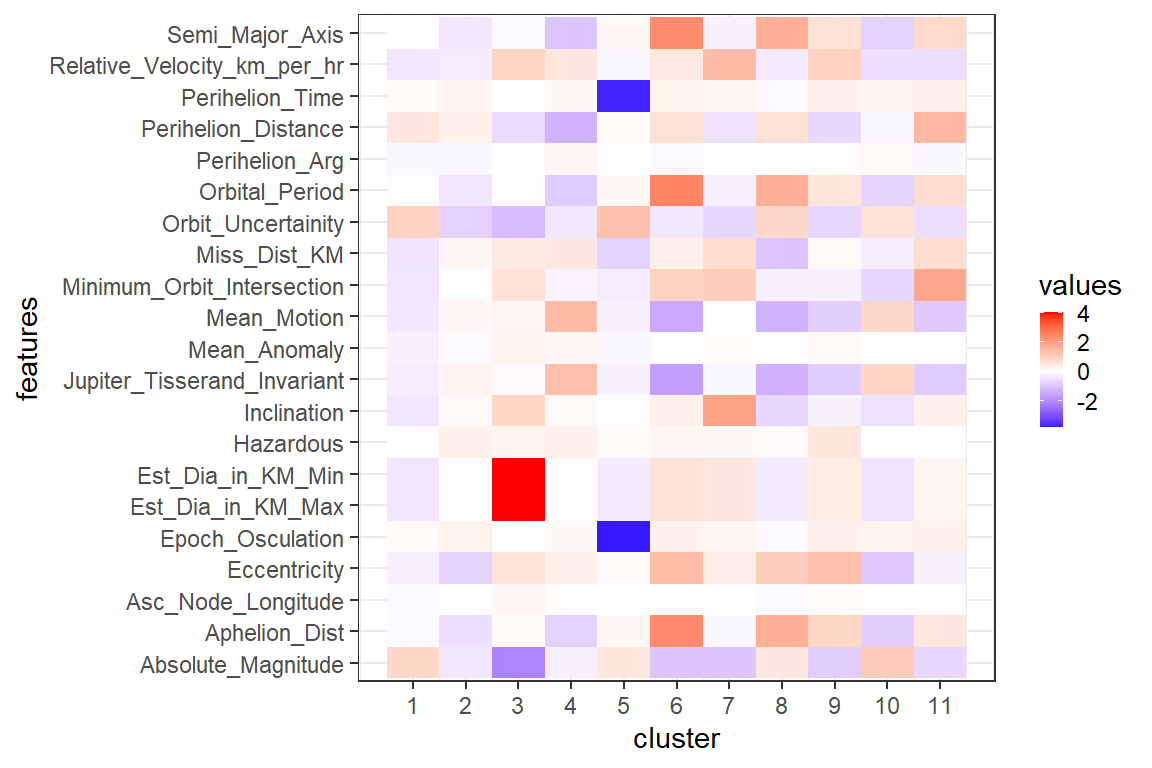 Semi_Major_Axis
Relative_Velocity_km_per_hr
Perihelion_Time
Perihelion_Distance
Perihelion_Arg
Orbital_Period
Orbit_Uncertainity
Miss_Dist_KM
Minimum_Orbit_Intersection
Mean_Motion
Mean_Anomaly
Jupiter_Tisserand_Invariant
Inclination
Hazardous
Est_Dia_in_KM_Min
Est_Dia_in_KM_Max
Epoch_Osculation
Eccentricity
Asc_Node_Longitude
Aphelion_Dist
Absolute_Magnitude
features
1 2 3 4 5 6 7 8 9 10 11
cluster
values
4
2
0
-2